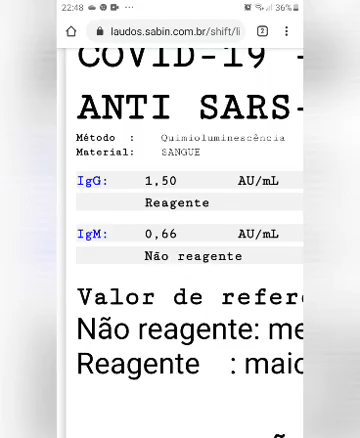 22:48 36%
laudos.sabin.com.br/shift/li 2
COVID-19 -
ANTI SARS-
Método : Quimioluminescência
Material: SANGUE
IgG: 1,50 AU/mL
Reagente
IgM: 0,66 AU/mL
Não reagente
Valor de refer
Não reagente: me
Reagente : maio